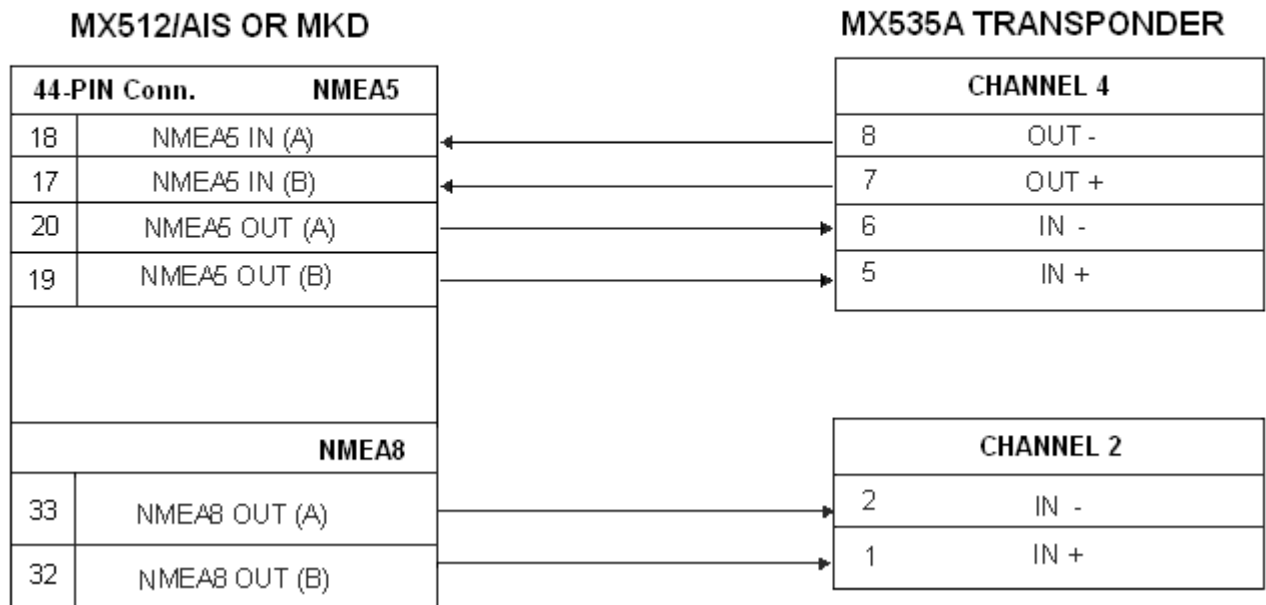 MX512/AIS OR MKD
MX535A TRANSPONDER
44-PIN Conn. NMEA5
18 NMEA5 IN (A)
17 NMEA5 IN (B)
20 NMEA5 OUT (A)
19 NMEA5 OUT (B)
NMEA8
33 NMEA8 OUT (A)
32 NMEA8 OUT (B)
CHANNEL 4
8 OUT -
7 OUT +
6 IN -
5 IN +
CHANNEL 2
2 IN -
1 IN +